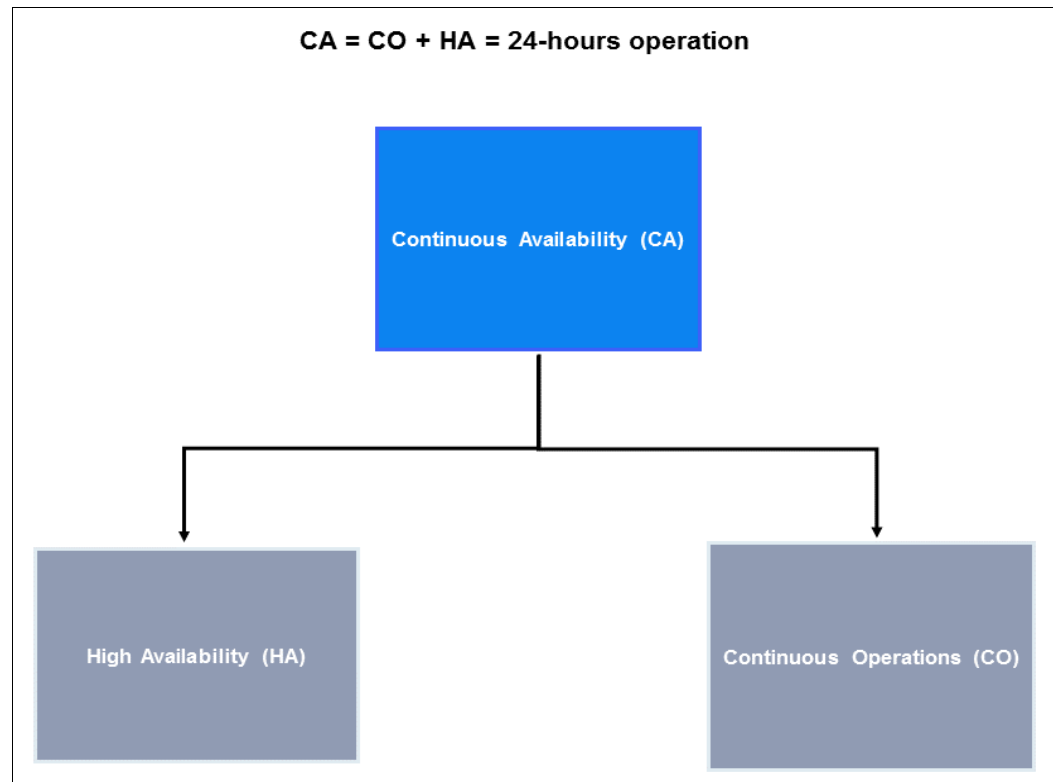 CA = CO + HA = 24-hours operation
Continuous Availability (CA)
High Availability (HA)
Continuous Operations (CO)